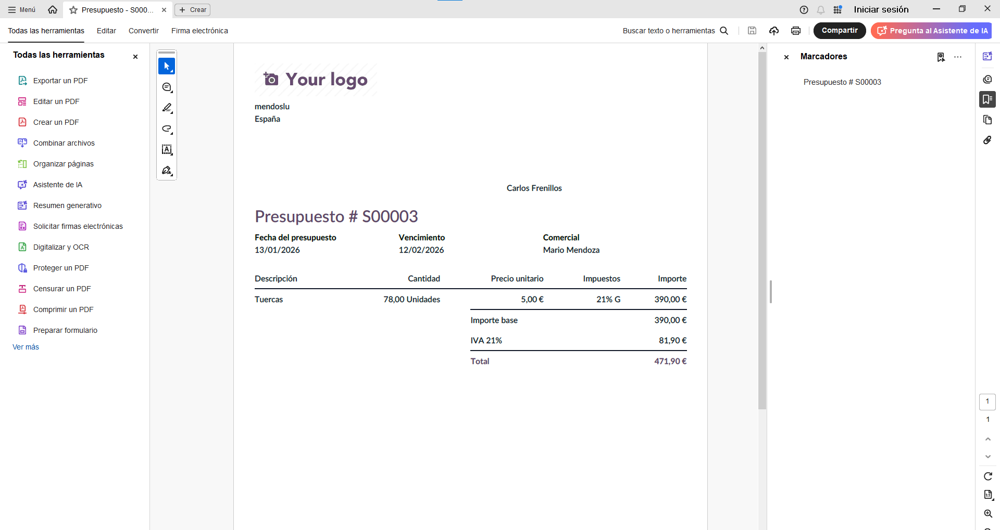 Menú
Presupuesto - S000...
Crear
Iniciar sesión
Todas las herramientas
Editar
Convertir
Firma electrónica
Buscar texto o herramientas
Compartir
Pregunta al Asistente de IA
Todas las herramientas
Exportar un PDF
Editar un PDF
Crear un PDF
Combinar archivos
Organizar páginas
Asistente de IA
Resumen generativo
Solicitar firmas electrónicas
Digitalizar y OCR
Proteger un PDF
Censurar un PDF
Comprimir un PDF
Preparar formulario
Ver más
Your logo
mendoslu
España
Carlos Frenillos
Presupuesto # S00003
Fecha del presupuesto Vencimiento Comercial
13/01/2026 12/02/2026 Mario Mendoza
Descripción Cantidad Precio unitario Impuestos Importe
Tuercas 78,00 Unidades 5,00 € 21% G 390,00 €
Importe base 390,00 €
IVA 21% 81,90 €
Total 471,90 €
Marcadores
Presupuesto # S00003
1
1